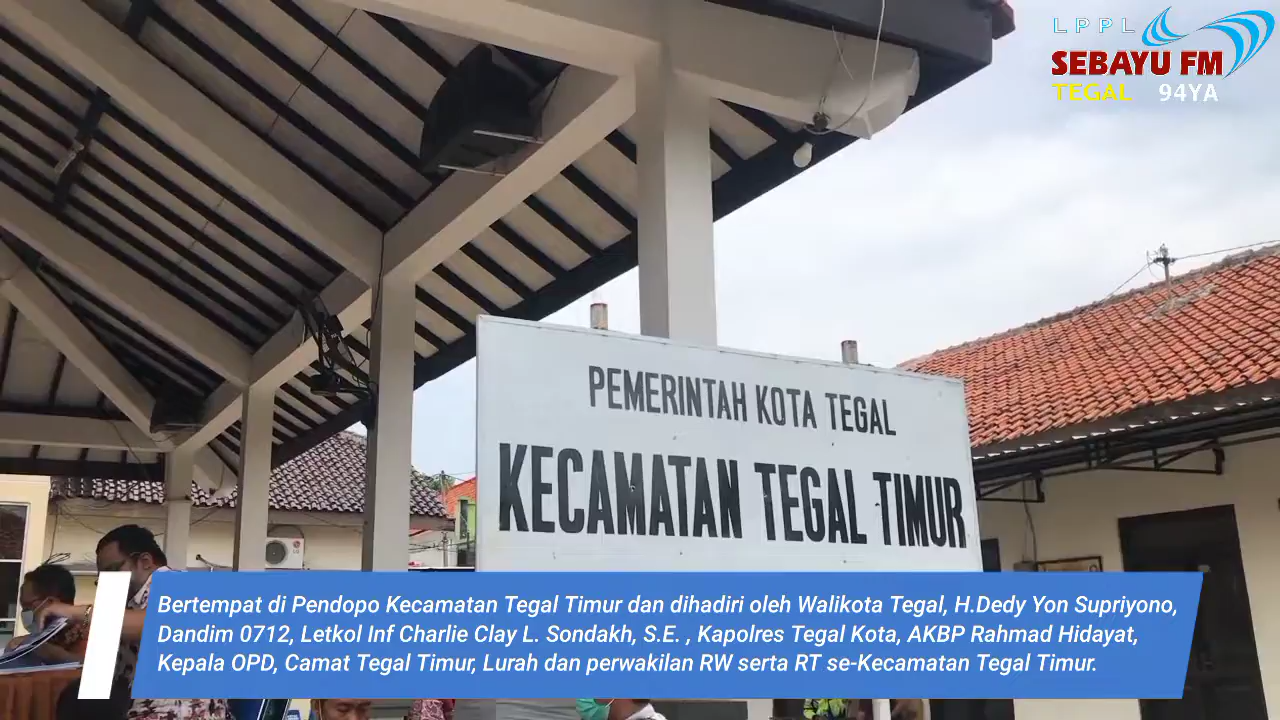 LPPL
SEBAYU FM
TEGAL 94YA
PEMERINTAH KOTA TEGAL
KECAMATAN TEGAL TIMUR
Bertempat di Pendopo Kecamatan Tegal Timur dan dihadiri oleh Walikota Tegal, H.Dedy Yon Supriyono,
Dandim 0712, Letkol Inf Charlie Clay L. Sondakh, S.E. , Kapolres Tegal Kota, AKBP Rahmad Hidayat,
Kepala OPD, Camat Tegal Timur, Lurah dan perwakilan RW serta RT se-Kecamatan Tegal Timur.